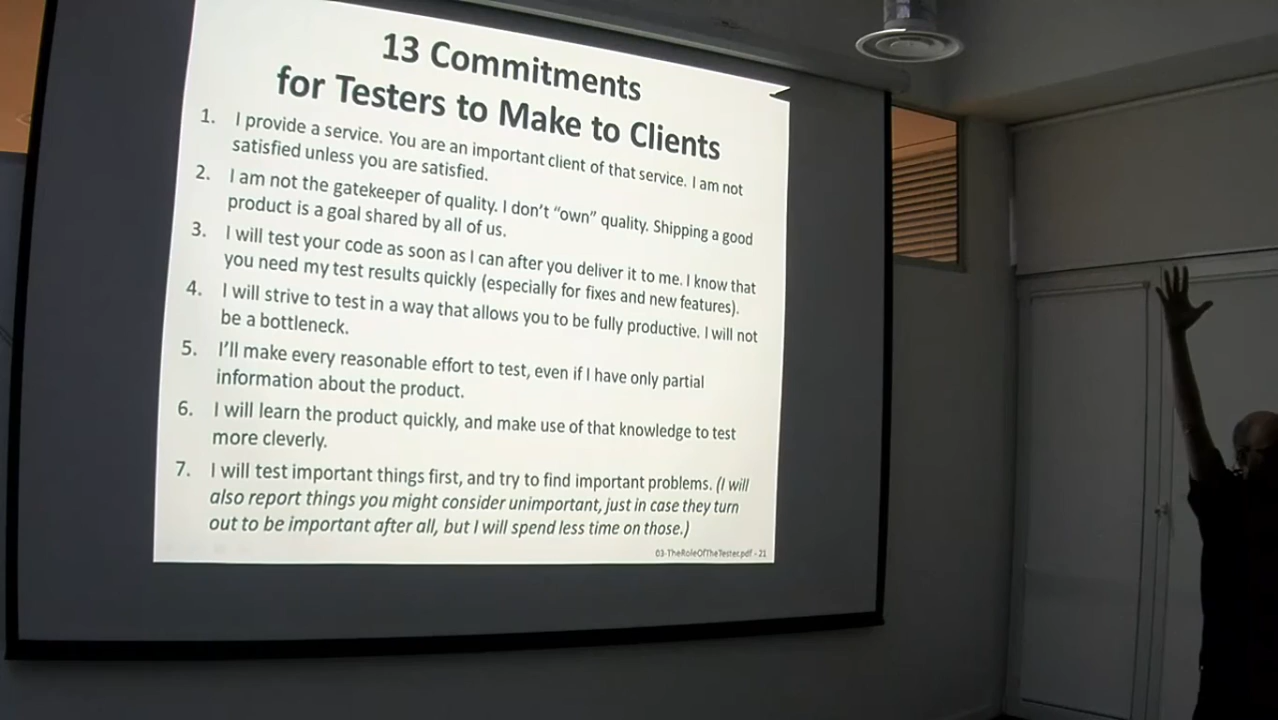 13 Commitments
for Testers to Make to Clients
1. I provide a service. You are an important client of that service. I am not
satisfied unless you are satisfied.
2. I am not the gatekeeper of quality. I don't “own” quality. Shipping a good
product is a goal shared by all of us.
3. I will test your code as soon as I can after you deliver it to me. I know that
you need my test results quickly (especially for fixes and new features).
4. I will strive to test in a way that allows you to be fully productive. I will not
be a bottleneck.
5. I'll make every reasonable effort to test, even if I have only partial
information about the product.
6. I will learn the product quickly, and make use of that knowledge to test
more cleverly.
7. I will test important things first, and try to find important problems. (I will
also report things you might consider unimportant, just in case they turn
out to be important after all, but I will spend less time on those.)
03-TheRoleOfTheTester.pdf - 21